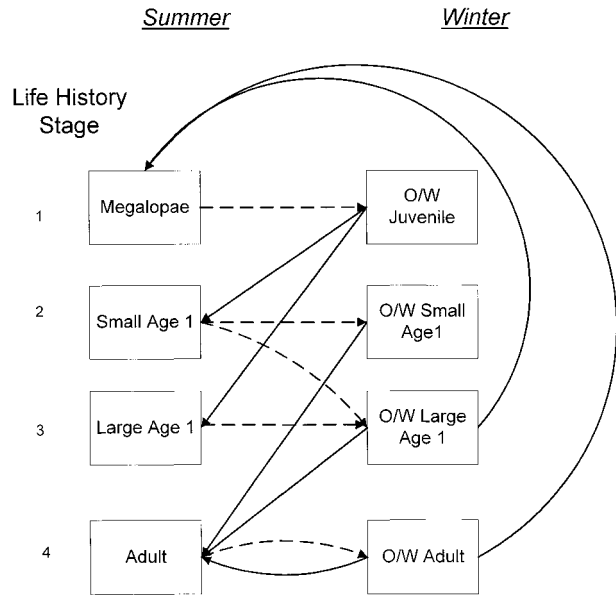 Summer
Winter
Life History
Stage
1
Megalopae
O/W
Juvenile
2
Small Age 1
O/W Small
Age1
3
Large Age 1
O/W Large
Age 1
4
Adult
O/W Adult